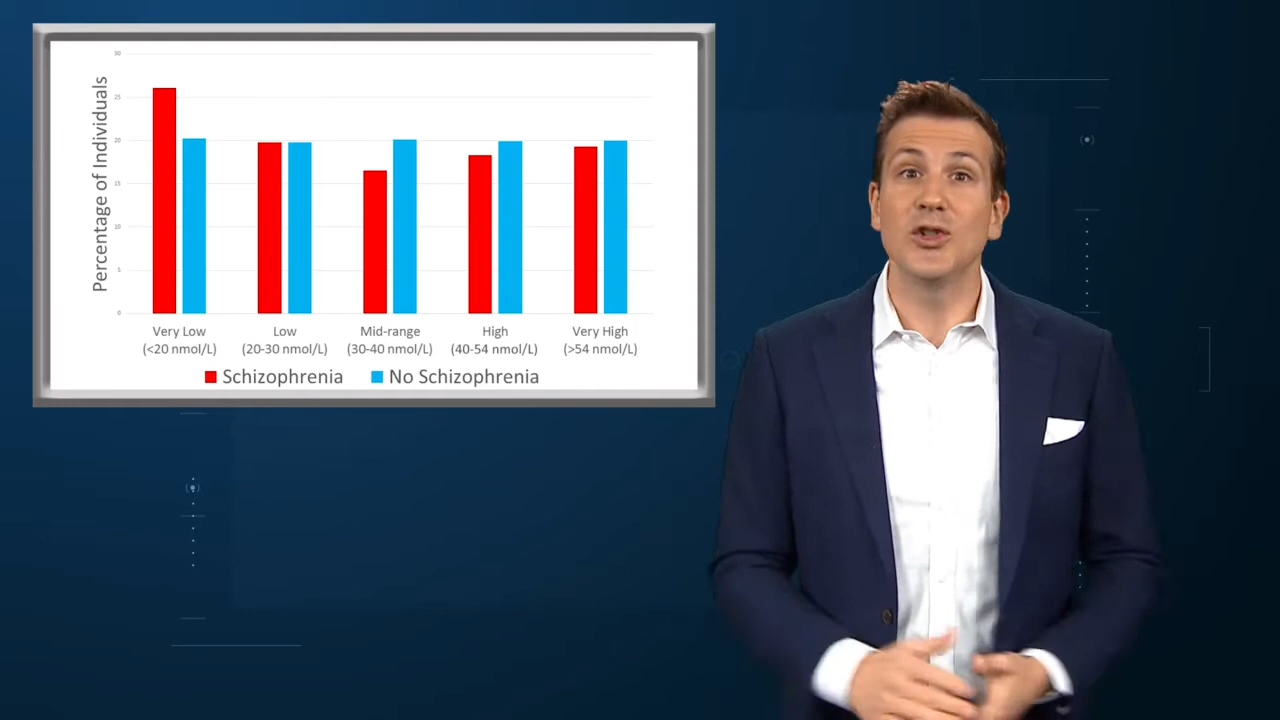 Percentage of Individuals
30
25
20
15
10
5
0
Very Low Low Mid-range High Very High
(<20 nmol/L) (20-30 nmol/L) (30-40 nmol/L) (40-54 nmol/L) (>54 nmol/L)
Schizophrenia No Schizophrenia